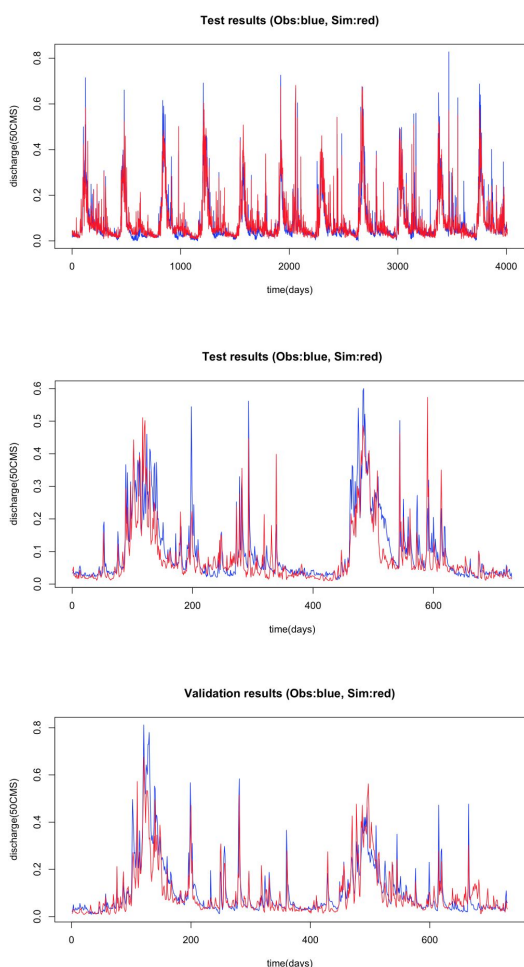 Test results (Obs:blue, Sim:red)
discharge(50CMS)
0.8
0.6
0.4
0.2
0.0
0 1000 2000 3000 4000
time(days)
Test results (Obs:blue, Sim:red)
discharge(50CMS)
0.6
0.5
0.4
0.3
0.2
0.1
0.0
0 200 400 600
time(days)
Validation results (Obs:blue, Sim:red)
discharge(50CMS)
0.8
0.6
0.4
0.2
0.0
0 200 400 600
time(days)